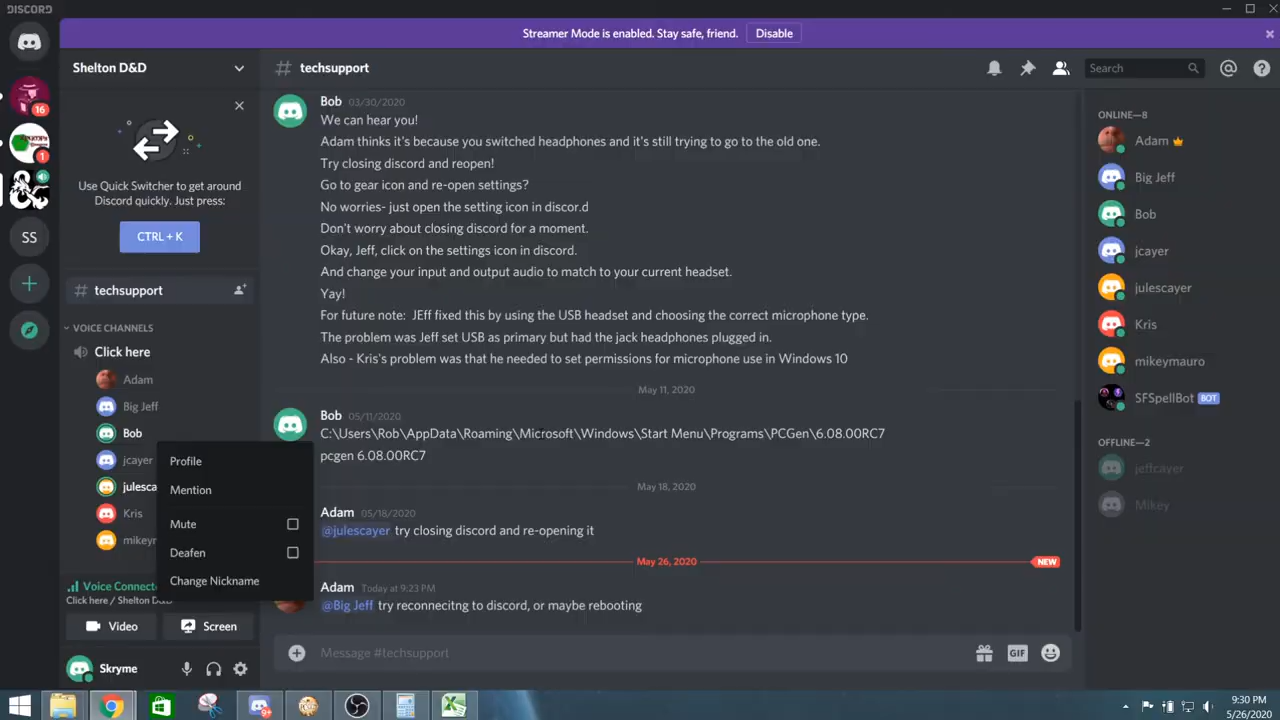 DISCORD
Streamer Mode is enabled. Stay safe, friend.
Disable
Shelton D&D
techsupport
Search
16
1
SS
Use Quick Switcher to get around
Discord quickly. Just press:
CTRL + K
techsupport
VOICE CHANNELS
Click here
Adam
Big Jeff
Bob
jcayer
julesca
Kris
mikeyr
Profile
Mention
Mute
Deafen
Change Nickname
Voice Connecte
Click here / Shelton D&D
Video
Screen
Skryme
Bob 03/30/2020
We can hear you!
Adam thinks it's because you switched headphones and it's still trying to go to the old one.
Try closing discord and reopen!
Go to gear icon and re-open settings?
No worries- just open the setting icon in discor.d
Don't worry about closing discord for a moment.
Okay, Jeff, click on the settings icon in discord.
And change your input and output audio to match to your current headset.
Yay!
For future note: JEff fixed this by using the USB headset and choosing the correct microphone type.
The problem was Jeff set USB as primary but had the jack headphones plugged in.
Also - Kris's problem was that he needed to set permissions for microphone use in Windows 10
May 11, 2020
Bob 05/11/2020
C:\Users\Rob\AppData\Roaming\Microsoft\Windows\Start Menu\Programs\PCGen\6.08.00RC7
pcgen 6.08.00RC7
May 18, 2020
Adam 05/18/2020
@julescayer try closing discord and re-opening it
May 26, 2020 NEW
Adam Today at 9:23 PM
@Big Jeff try reconnecitng to discord, or maybe rebooting
Message #techsupport
GIF
ONLINE—8
Adam
Big Jeff
Bob
jcayer
julescayer
Kris
mikeymauro
SFSpellBot BOT
OFFLINE—2
jeffcayer
Mikey
9+
9:30 PM
5/26/2020